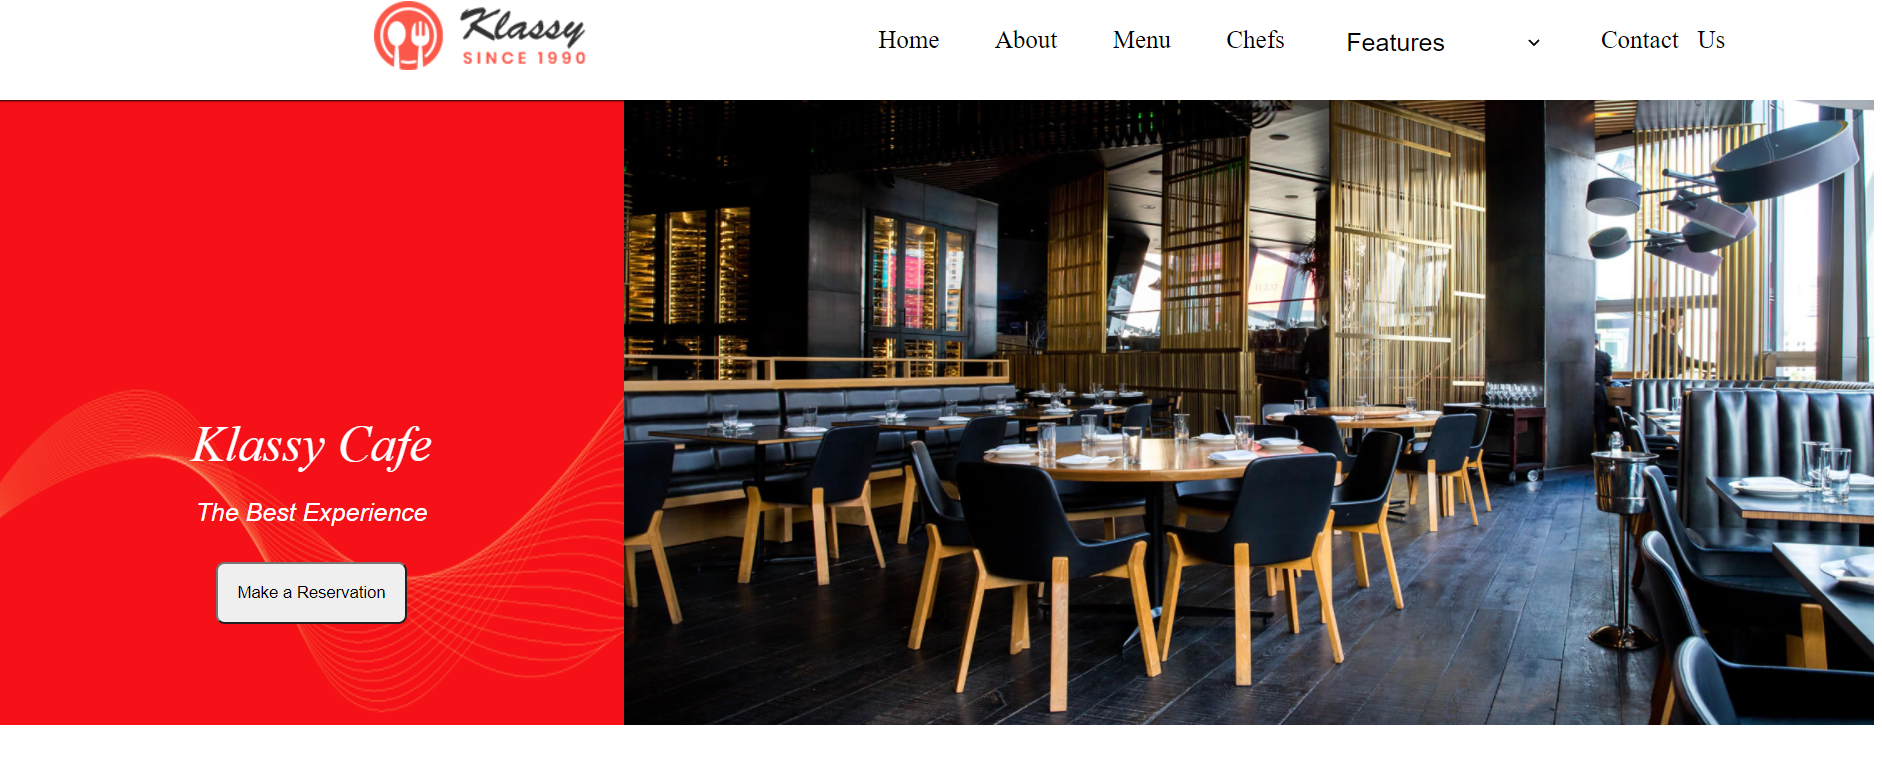 Klassy
SINCE 1990
Home About Menu Chefs Features Contact Us
Klassy Cafe
The Best Experience
Make a Reservation